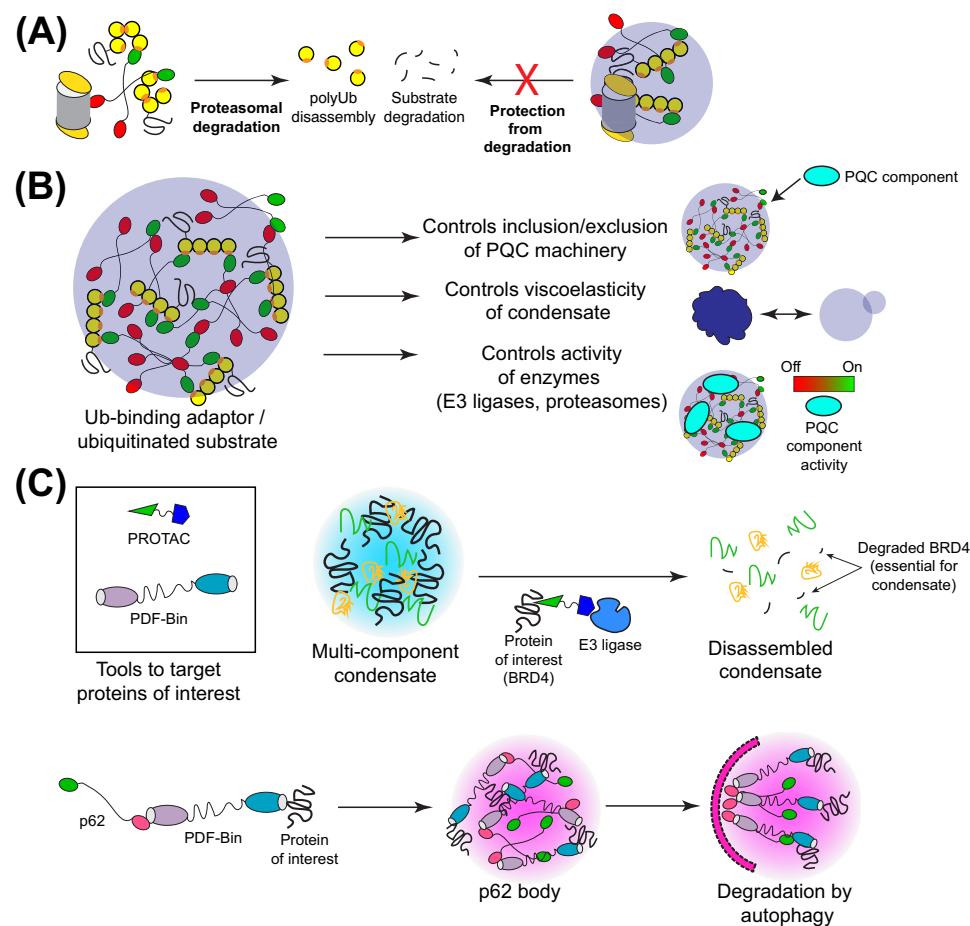 (A)
Proteasomal
degradation
polyUb
disassembly
Substrate
degradation
X
Protection
from
degradation
(B)
Ub-binding adaptor /
ubiquitinated substrate
Controls inclusion/exclusion
of PQC machinery
PQC component
Controls viscoelasticity
of condensate
Controls activity
of enzymes
(E3 ligases, proteasomes)
Off
On
PQC
component
activity
(C)
PROTAC
PDF-Bin
Tools to target
proteins of interest
Multi-component
condensate
Protein
of interest
(BRD4)
E3 ligase
Degraded BRD4
(essential for
condensate)
Disassembled
condensate
p62
PDF-Bin
Protein
of interest
p62 body
Degradation by
autophagy